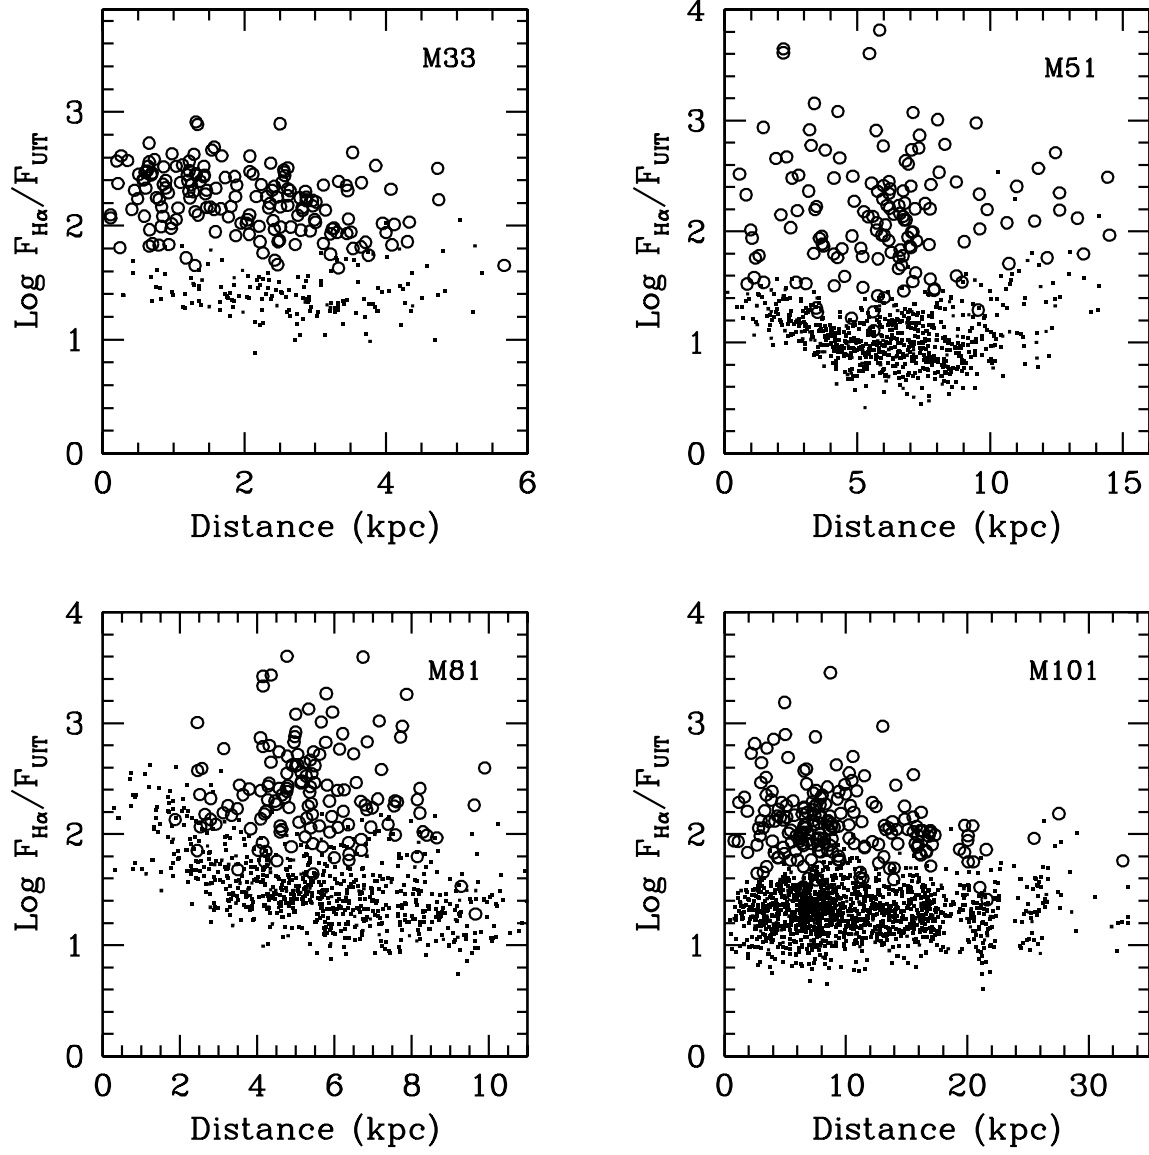 M33
3
2
1
0
Log F_Hα/F_UIT
0 2 4 6
Distance (kpc)
M51
4
3
2
1
0
Log F_Hα/F_UIT
0 5 10 15
Distance (kpc)
M81
4
3
2
1
0
Log F_Hα/F_UIT
0 2 4 6 8 10
Distance (kpc)
M101
4
3
2
1
0
Log F_Hα/F_UIT
0 10 20 30
Distance (kpc)